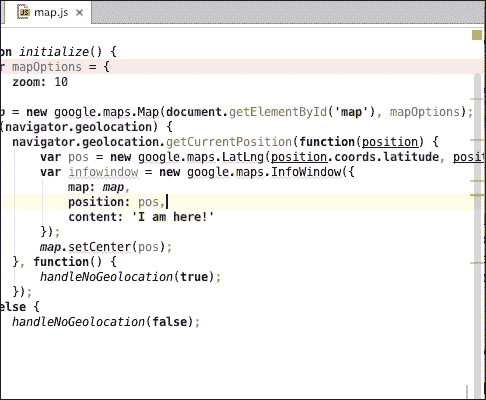 map.js
on initialize() {
r mapOptions = {
zoom: 10
p = new google.maps.Map(document.getElementById('map'), mapOptions);
(navigator.geolocation) {
navigator.geolocation.getCurrentPosition(function(position) {
var pos = new google.maps.LatLng(position.coords.latitude, posi
var infowindow = new google.maps.InfoWindow({
map: map,
position: pos,
content: 'I am here!'
});
map.setCenter(pos);
}, function() {
handleNoGeolocation(true);
});
else {
handleNoGeolocation(false);